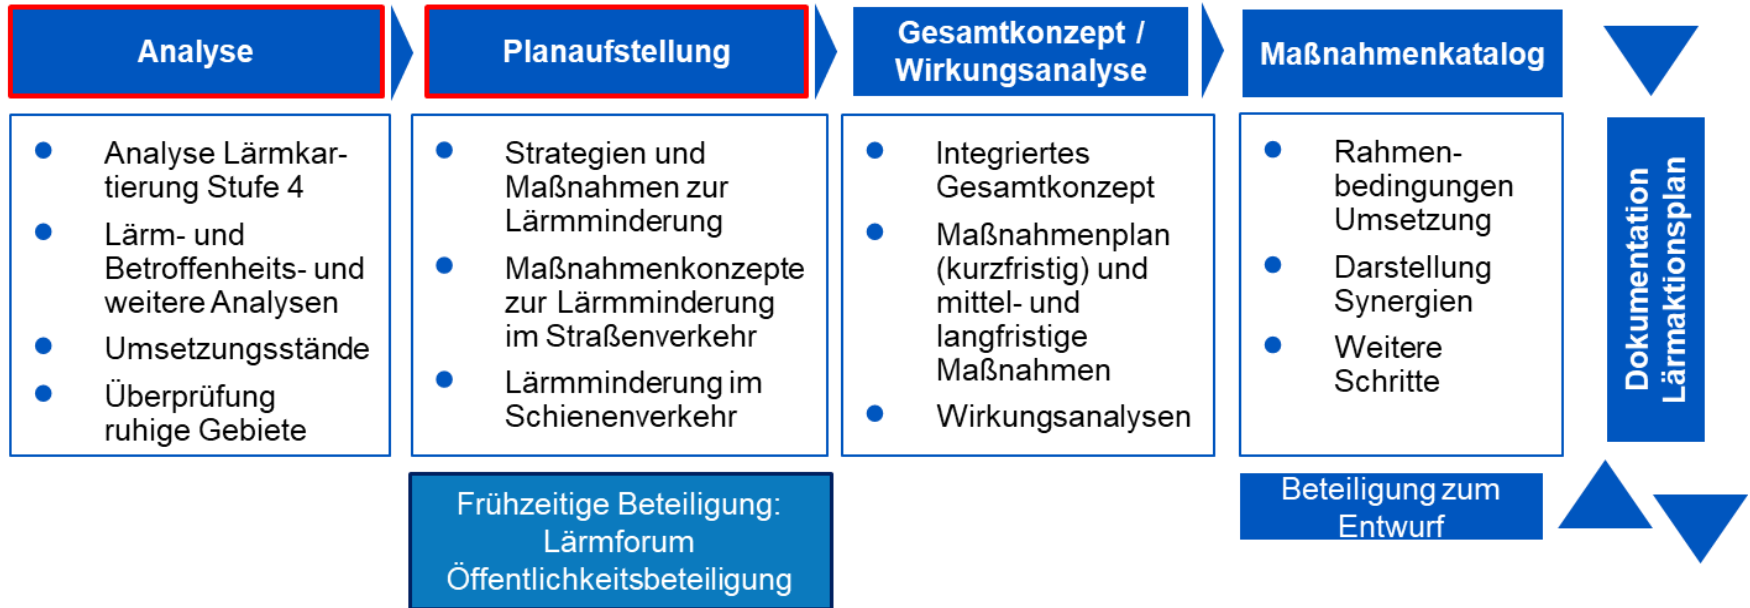 Analyse
Analyse Lärmkar-
tierung Stufe 4
Lärm- und
Betroffenheits- und
weitere Analysen
Umsetzungsstände
Überprüfung
ruhige Gebiete
Planaufstellung
Strategien und
Maßnahmen zur
Lärmminderung
Maßnahmenkonzepte
zur Lärmminderung
im Straßenverkehr
Lärmminderung im
Schienenverkehr
Frühzeitige Beteiligung:
Lärmforum
Öffentlichkeitsbeteiligung
Gesamtkonzept /
Wirkungsanalyse
Integriertes
Gesamtkonzept
Maßnahmenplan
(kurzfristig) und
mittel- und
langfristige
Maßnahmen
Wirkungsanalysen
Maßnahmenkatalog
Rahmen-
bedingungen
Umsetzung
Darstellung
Synergien
Weitere
Schritte
Beteiligung zum
Entwurf
Dokumentation
Lärmaktionsplan